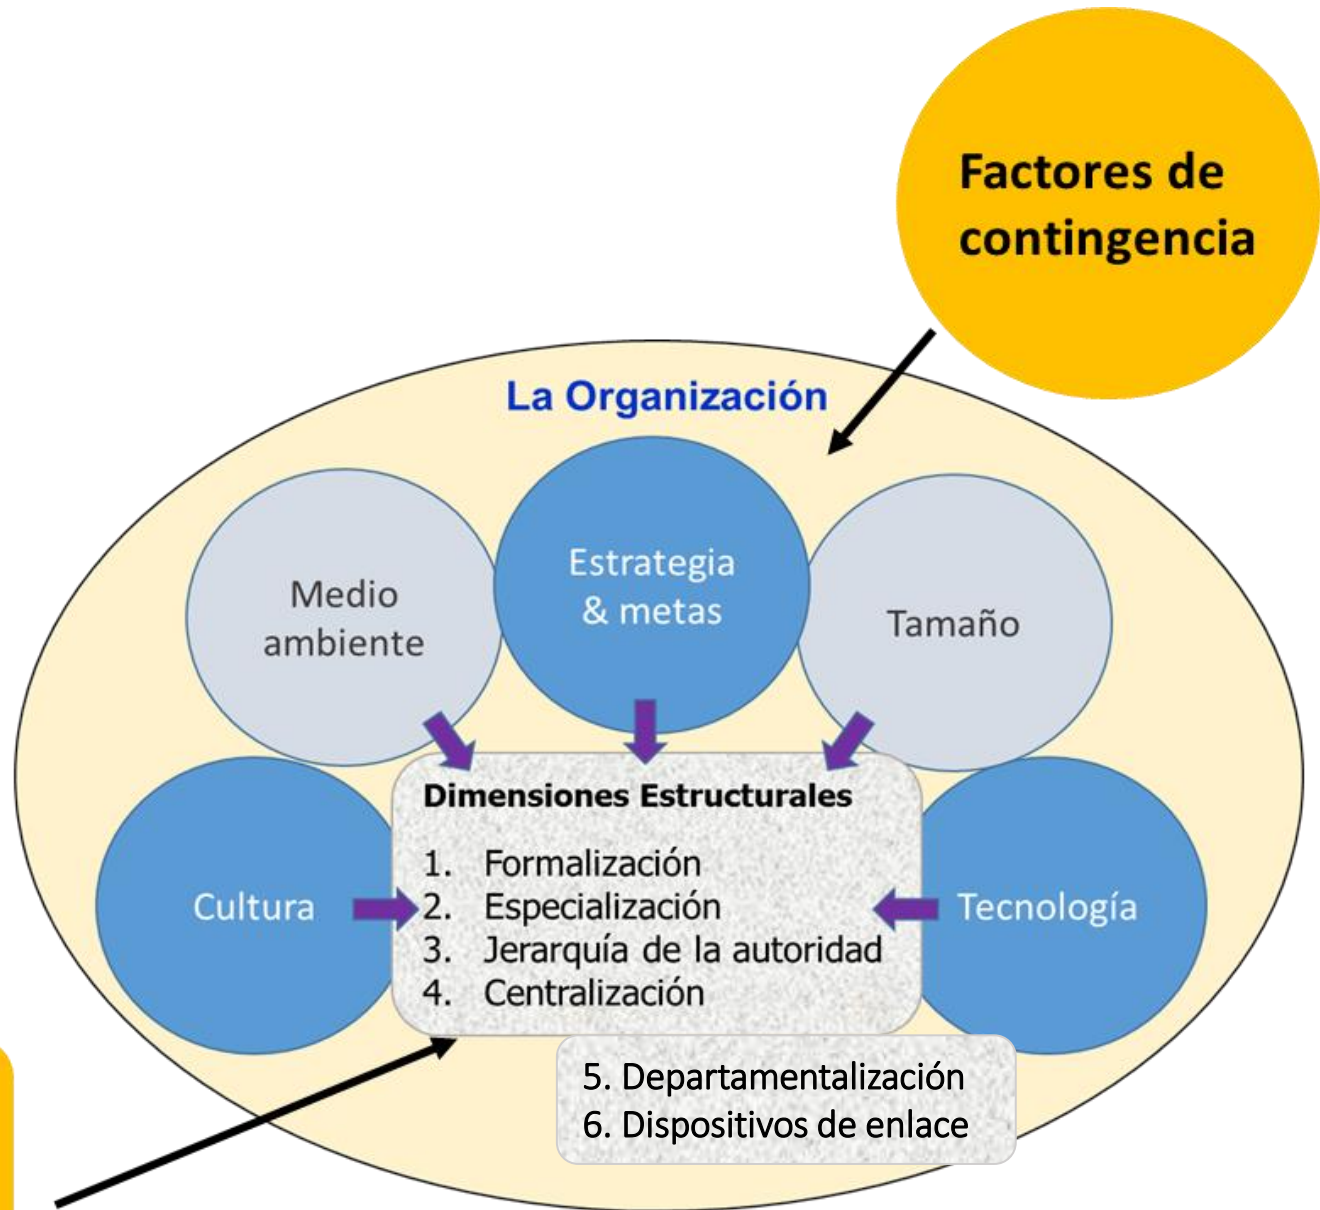 Factores de
contingencia
La Organización
Estrategia
& metas
Medio
ambiente
Tamaño
Dimensiones Estructurales
1. Formalización
2. Especialización
3. Jerarquía de la autoridad
4. Centralización
Cultura
Tecnología
5. Departamentalización
6. Dispositivos de enlace